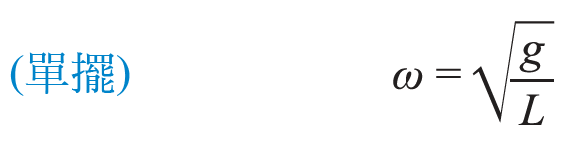 (單擺) ω = √(g/L)